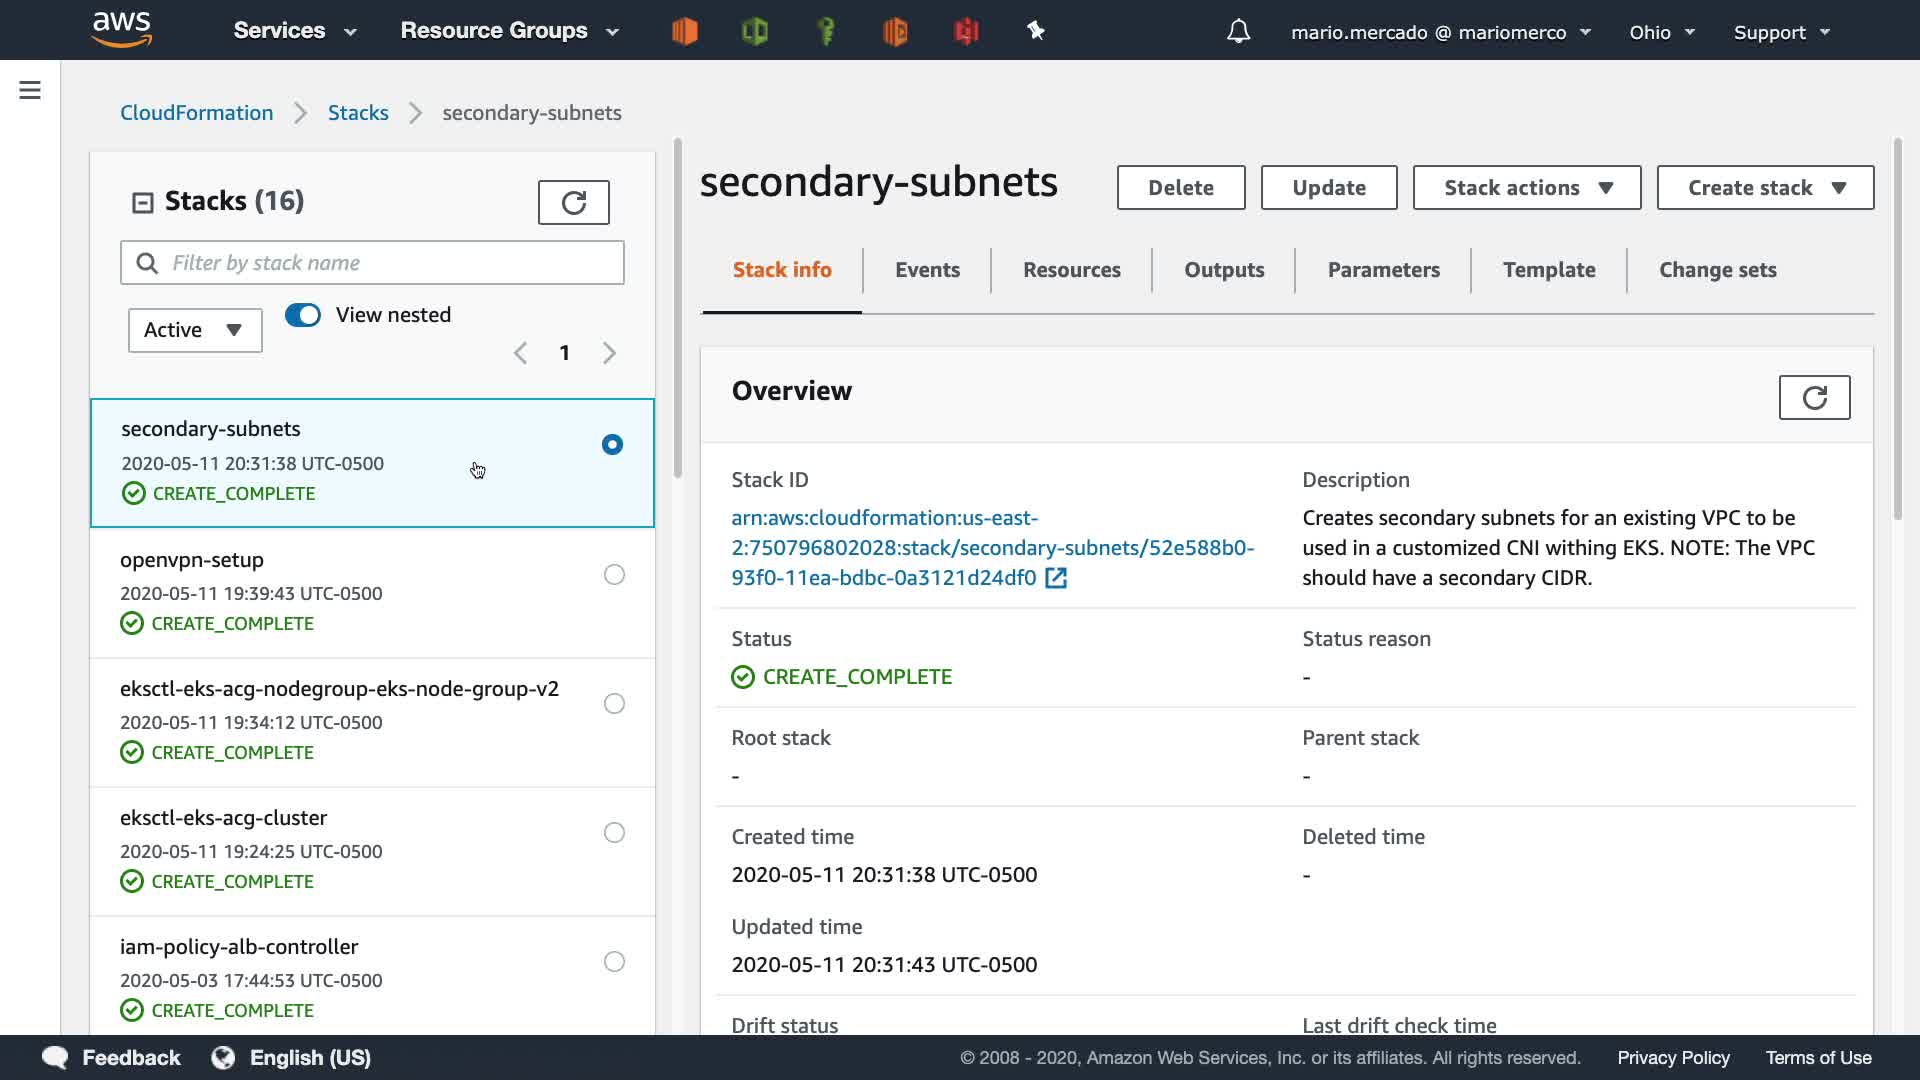 aws
Services
Resource Groups
mario.mercado @ mariomerco
Ohio
Support
CloudFormation
Stacks
secondary-subnets
Stacks (16)
Filter by stack name
Active
View nested
1
secondary-subnets
2020-05-11 20:31:38 UTC-0500
CREATE_COMPLETE
openvpn-setup
2020-05-11 19:39:43 UTC-0500
CREATE_COMPLETE
eksctl-eks-acg-nodegroup-eks-node-group-v2
2020-05-11 19:34:12 UTC-0500
CREATE_COMPLETE
eksctl-eks-acg-cluster
2020-05-11 19:24:25 UTC-0500
CREATE_COMPLETE
iam-policy-alb-controller
2020-05-03 17:44:53 UTC-0500
CREATE_COMPLETE
secondary-subnets
Delete
Update
Stack actions
Create stack
Stack info
Events
Resources
Outputs
Parameters
Template
Change sets
Overview
Stack ID
arn:aws:cloudformation:us-east-
2:750796802028:stack/secondary-subnets/52e588b0-
93f0-11ea-bdbc-0a3121d24df0
Description
Creates secondary subnets for an existing VPC to be
used in a customized CNI withing EKS. NOTE: The VPC
should have a secondary CIDR.
Status
CREATE_COMPLETE
Status reason
-
Root stack
-
Parent stack
-
Created time
2020-05-11 20:31:38 UTC-0500
Deleted time
-
Updated time
2020-05-11 20:31:43 UTC-0500
Drift status
Last drift check time
Feedback
English (US)
© 2008 - 2020, Amazon Web Services, Inc. or its affiliates. All rights reserved.
Privacy Policy
Terms of Use